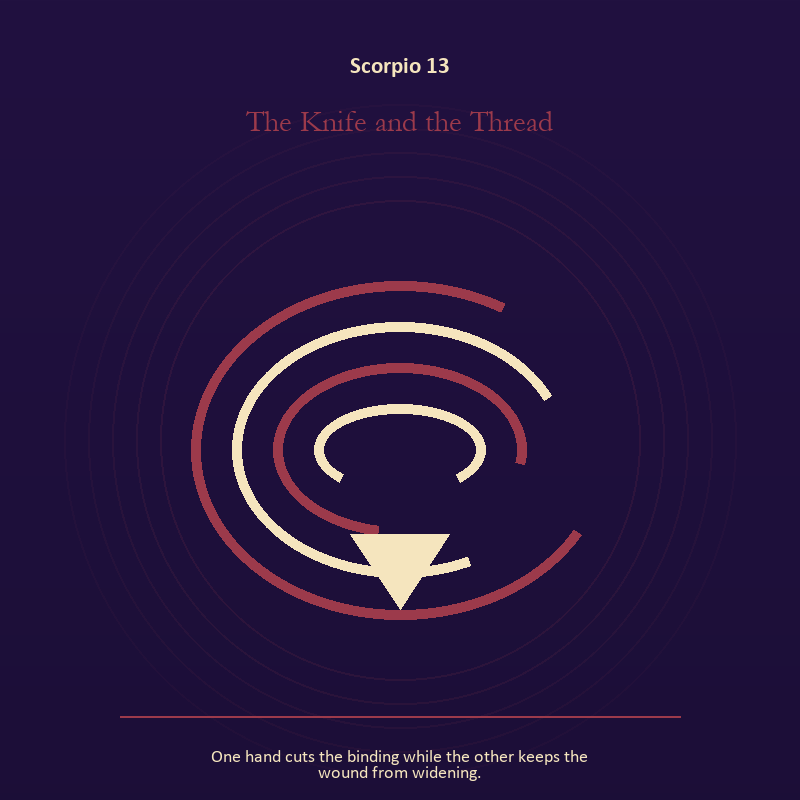 Scorpio 13
The Knife and the Thread
One hand cuts the binding while the other keeps the
wound from widening.